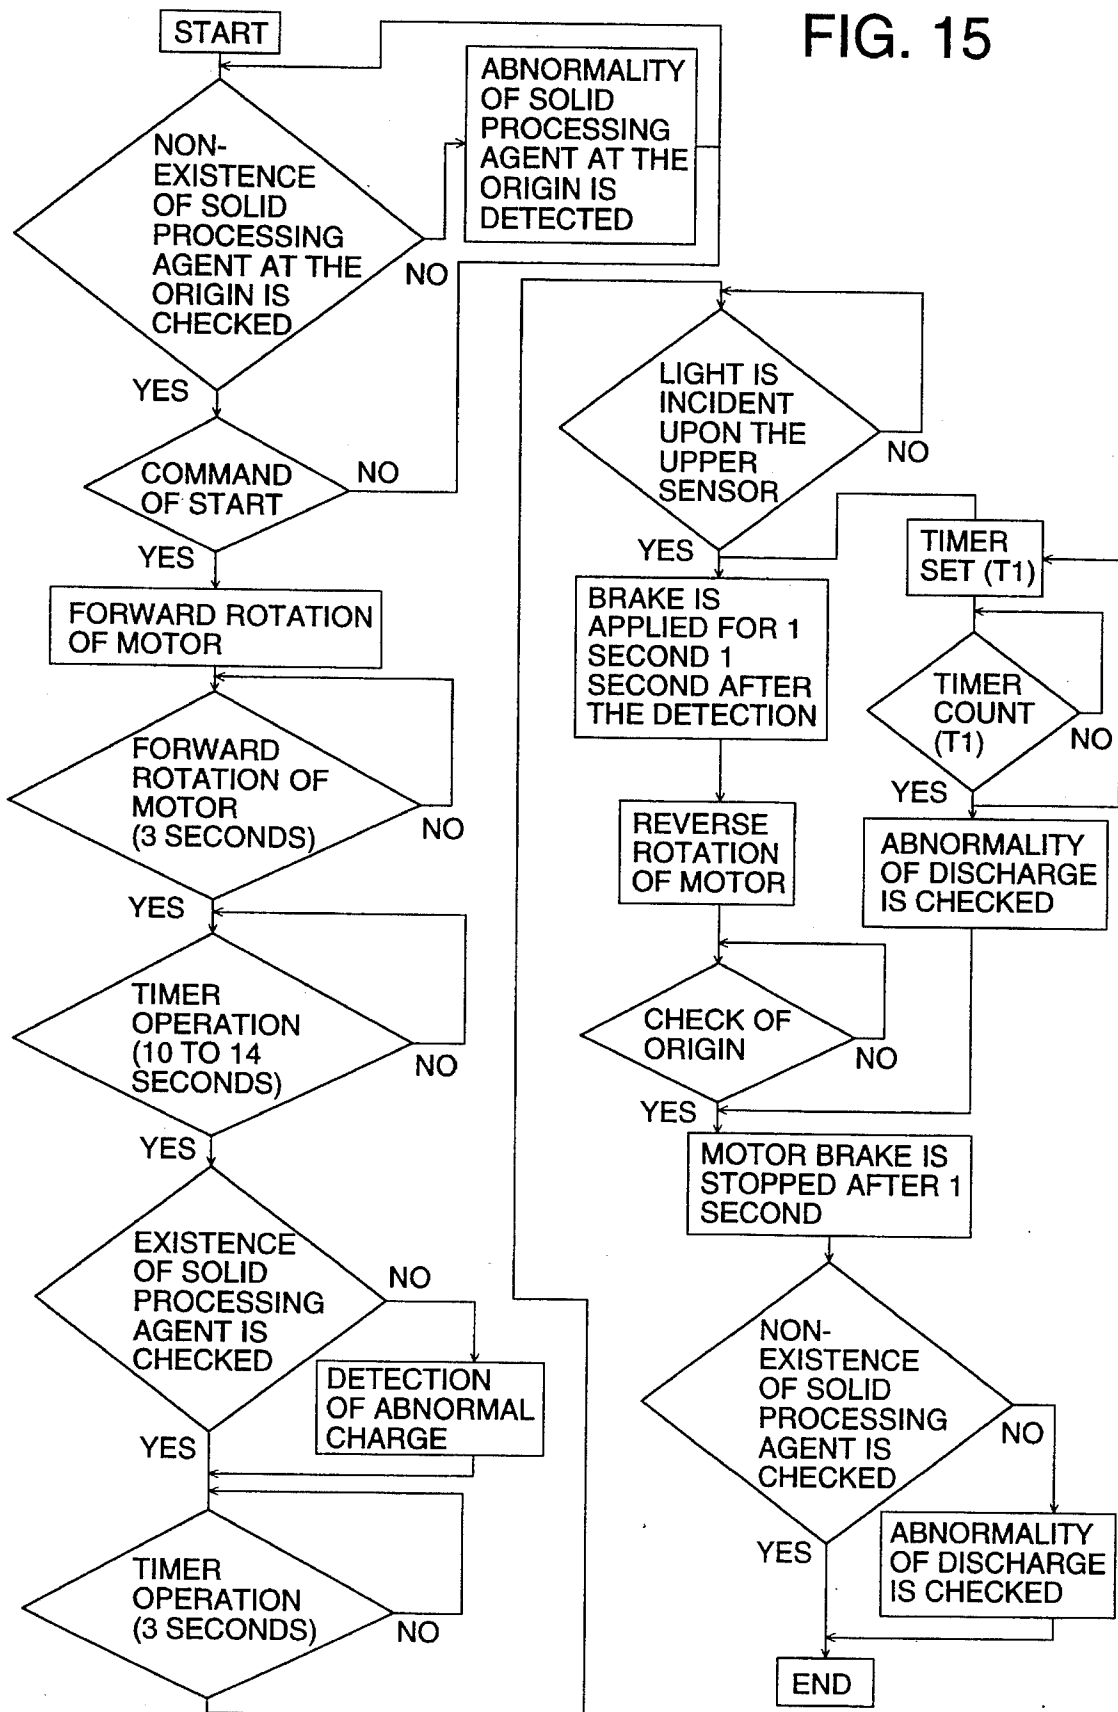 FIG. 15
START
NON-
EXISTENCE
OF SOLID
PROCESSING
AGENT AT THE
ORIGIN IS
CHECKED
NO
ABNORMALITY
OF SOLID
PROCESSING
AGENT AT THE
ORIGIN IS
DETECTED
YES
COMMAND
OF START
NO
YES
FORWARD ROTATION
OF MOTOR
FORWARD
ROTATION OF
MOTOR
(3 SECONDS)
NO
YES
TIMER
OPERATION
(10 TO 14
SECONDS)
NO
YES
EXISTENCE
OF SOLID
PROCESSING
AGENT IS
CHECKED
NO
DETECTION
OF ABNORMAL
CHARGE
YES
TIMER
OPERATION
(3 SECONDS)
NO
LIGHT IS
INCIDENT
UPON THE
UPPER
SENSOR
NO
YES
BRAKE IS
APPLIED FOR 1
SECOND 1
SECOND AFTER
THE DETECTION
TIMER
SET (T1)
TIMER
COUNT
(T1)
NO
YES
ABNORMALITY
OF DISCHARGE
IS CHECKED
REVERSE
ROTATION
OF MOTOR
CHECK OF
ORIGIN
NO
YES
MOTOR BRAKE IS
STOPPED AFTER 1
SECOND
NON-
EXISTENCE
OF SOLID
PROCESSING
AGENT IS
CHECKED
NO
ABNORMALITY
OF DISCHARGE
IS CHECKED
YES
END